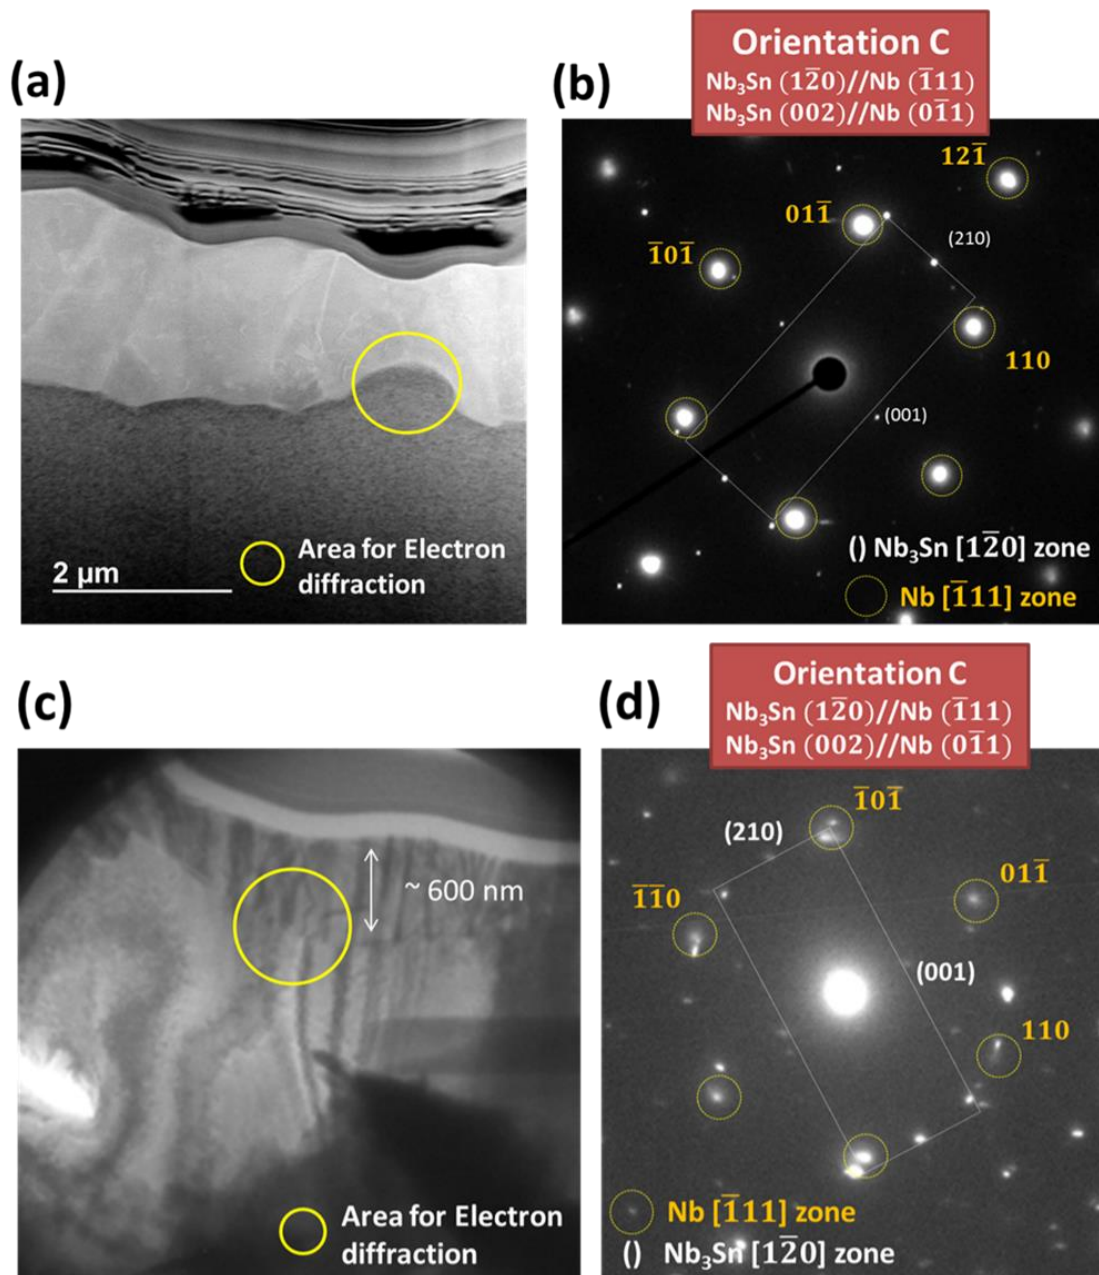 (a)
2 μm
Area for Electron
diffraction
(b)
Orientation C
Nb₃Sn (12̅0)//Nb (1̅11)
Nb₃Sn (002)//Nb (01̅1)
121̅
011̅
(210)
1̅01̅
110
(001)
() Nb₃Sn [12̅0] zone
Nb [1̅11] zone
(c)
~ 600 nm
Area for Electron
diffraction
(d)
Orientation C
Nb₃Sn (12̅0)//Nb (1̅11)
Nb₃Sn (002)//Nb (01̅1)
1̅01̅
(210)
011̅
1̅1̅0
(001)
110
Nb [1̅11] zone
() Nb₃Sn [12̅0] zone